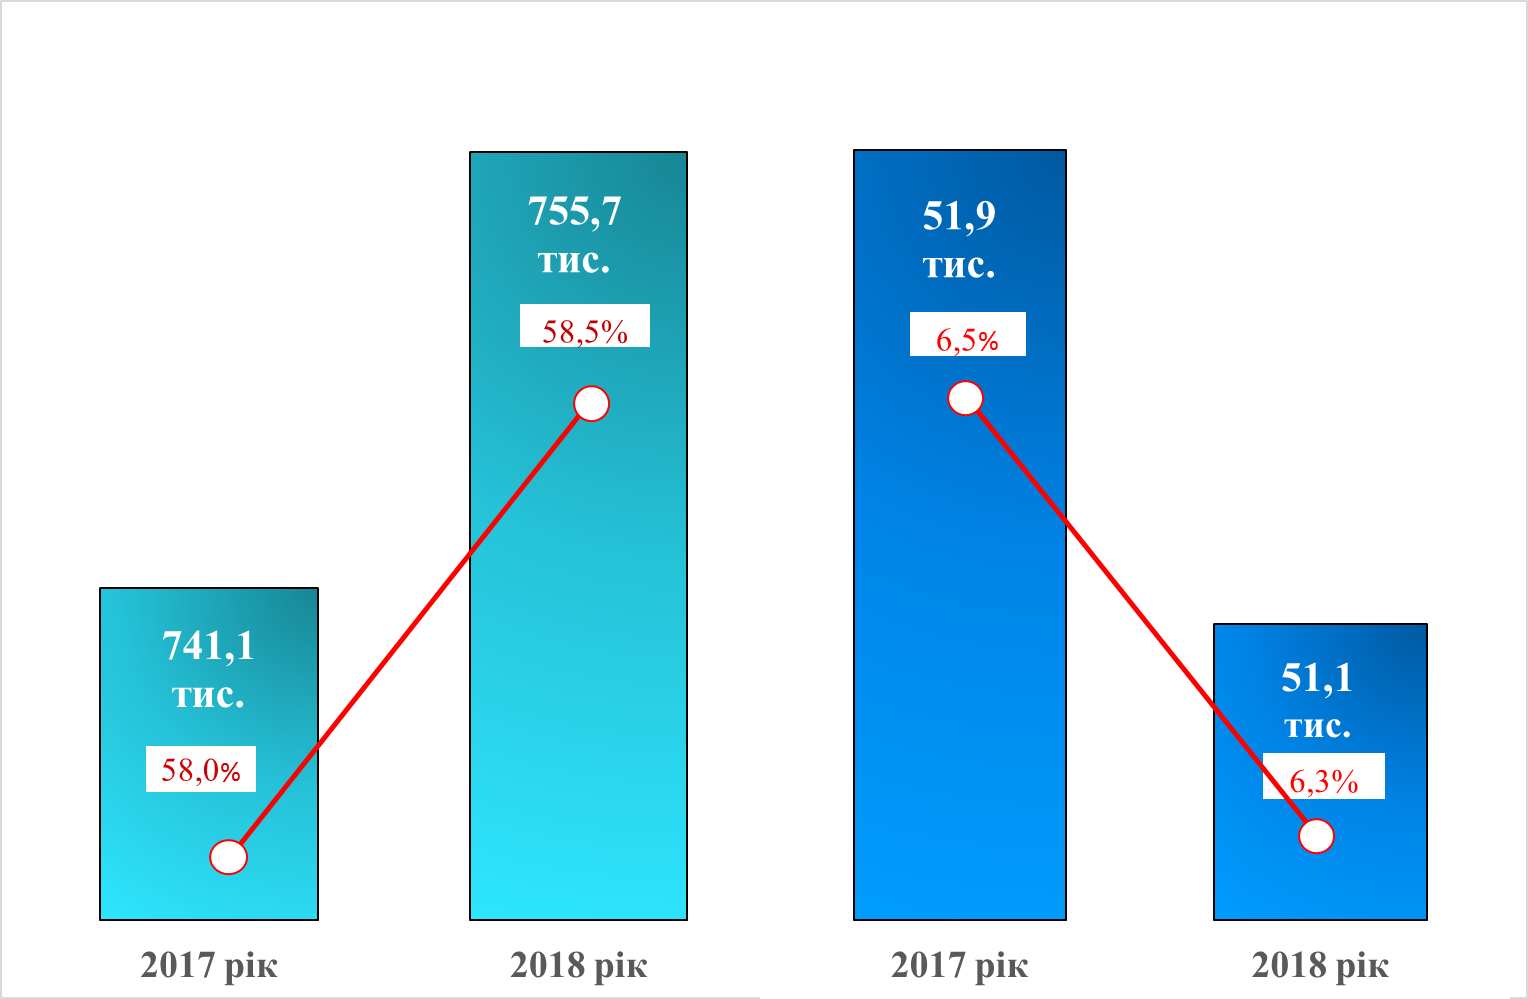 755,7
тис.
58,5%
51,9
тис.
6,5%
741,1
тис.
58,0%
51,1
тис.
6,3%
2017 рік
2018 рік
2017 рік
2018 рік